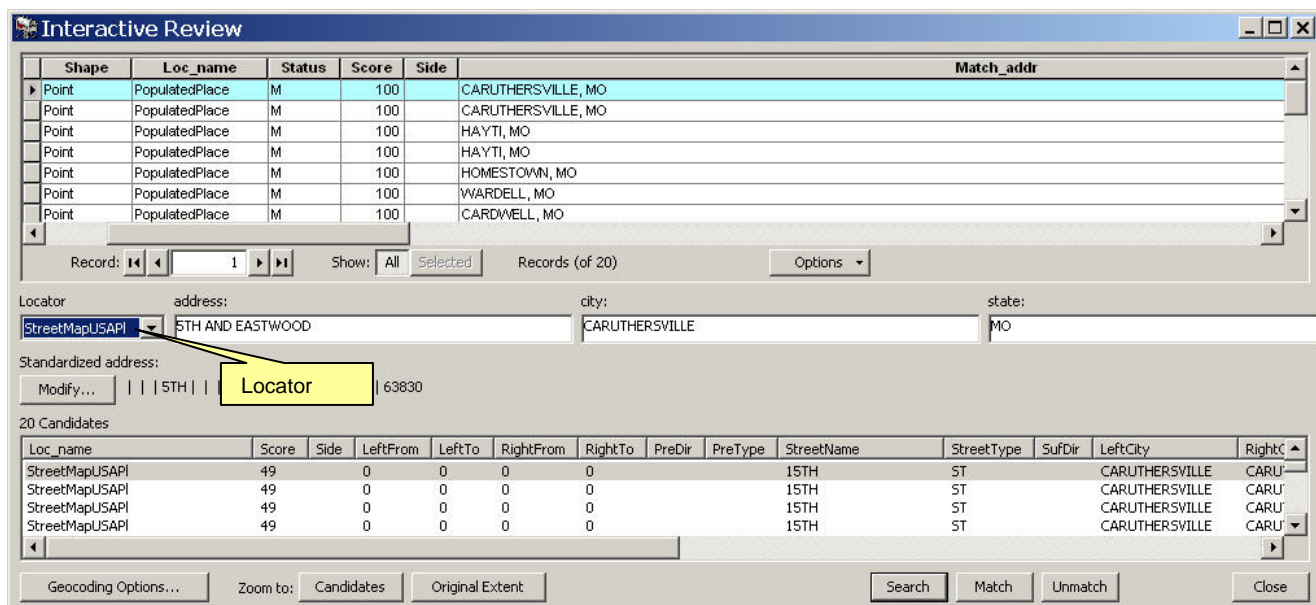 Interactive Review
Shape Loc_name Status Score Side Match_addr
Point PopulatedPlace M 100 CARUTHERSVILLE, MO
Point PopulatedPlace M 100 CARUTHERSVILLE, MO
Point PopulatedPlace M 100 HAYTI, MO
Point PopulatedPlace M 100 HAYTI, MO
Point PopulatedPlace M 100 HOMESTOWN, MO
Point PopulatedPlace M 100 WARDELL, MO
Point PopulatedPlace M 100 CARDWELL, MO
Record: 1 Show: All Selected Records (of 20) Options
Locator address: city: state:
StreetMapUSAPl 5TH AND EASTWOOD CARUTHERSVILLE MO
Standardized address:
Modify... | | | 5TH | | | 63830
Locator
20 Candidates
Loc_name Score Side LeftFrom LeftTo RightFrom RightTo PreDir PreType StreetName StreetType SufDir LeftCity RightC
StreetMapUSAPl 49 0 0 0 0 15TH ST CARUTHERSVILLE CARU
StreetMapUSAPl 49 0 0 0 0 15TH ST CARUTHERSVILLE CARU
StreetMapUSAPl 49 0 0 0 0 15TH ST CARUTHERSVILLE CARU
StreetMapUSAPl 49 0 0 0 0 15TH ST CARUTHERSVILLE CARU
Geocoding Options... Zoom to: Candidates Original Extent Search Match Unmatch Close